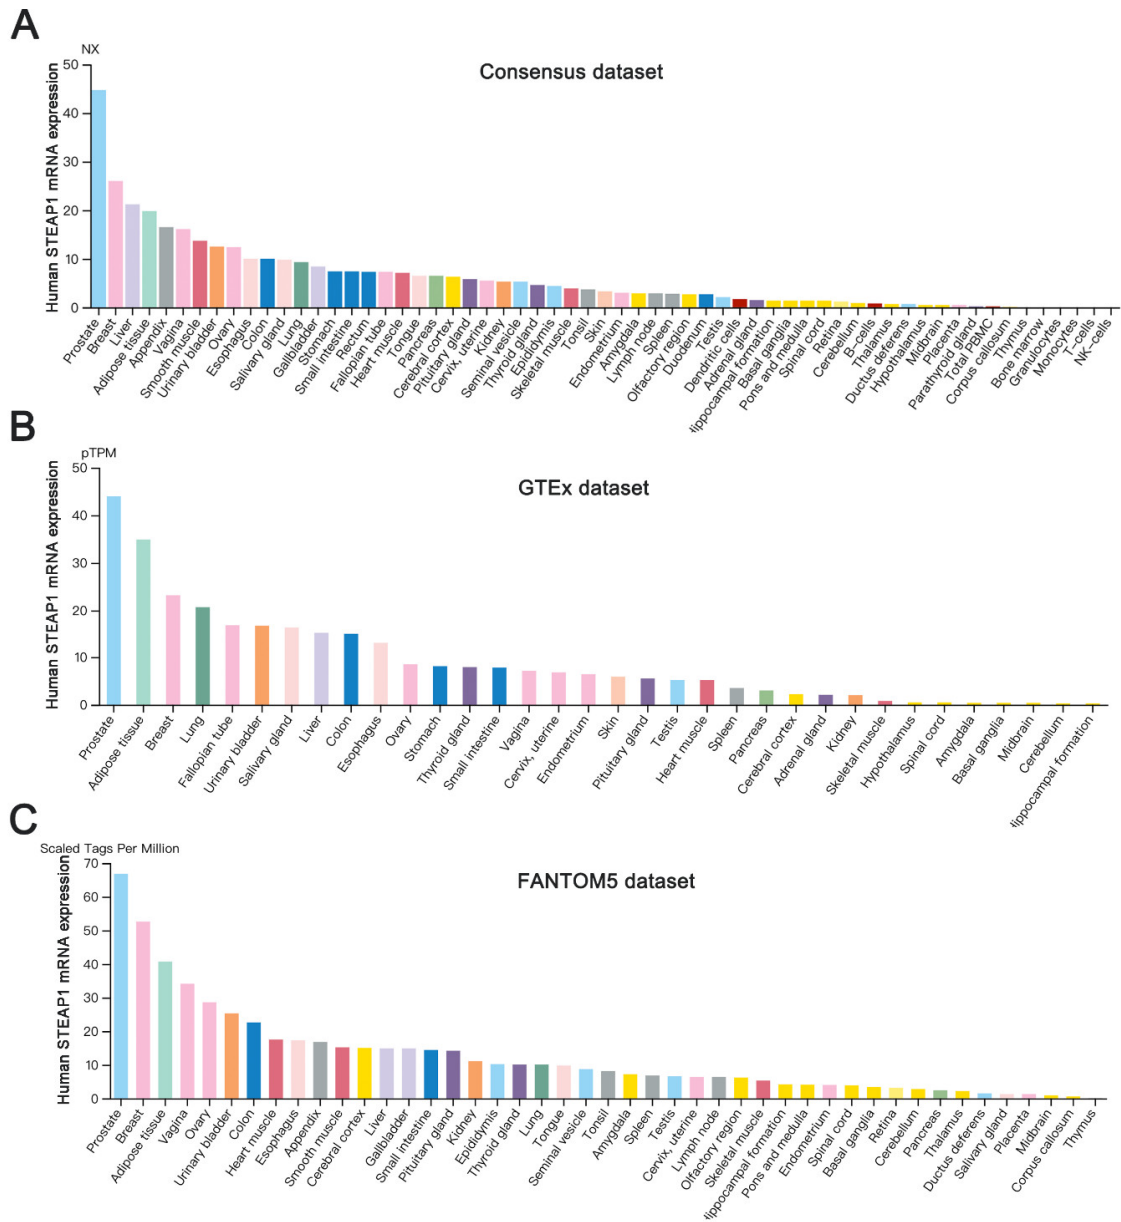 A
NX
Consensus dataset
Human STEAP1 mRNA expression
50
40
30
20
10
0
Prostate
Breast
Liver
Adipose tissue
Appendix
Vagina
Smooth muscle
Urinary bladder
Ovary
Esophagus
Colon
Salivary gland
Lung
Gallbladder
Stomach
Small intestine
Rectum
Fallopian tube
Heart muscle
Tongue
Pancreas
Cerebral cortex
Pituitary gland
Cervix, uterine
Kidney
Seminal vesicle
Thyroid gland
Epididymis
Skeletal muscle
Tonsil
Skin
Endometrium
Amygdala
Lymph node
Spleen
Olfactory region
Duodenum
Testis
Dendritic cells
Adrenal gland
Hippocampal formation
Basal ganglia
Pons and medulla
Spinal cord
Retina
Cerebellum
B-cells
Thalamus
Ductus deferens
Hypothalamus
Midbrain
Placenta
Parathyroid gland
Total PBMC
Corpus callosum
Thymus
Bone marrow
Granulocytes
Monocytes
T-cells
NK-cells
B
pTPM
GTEx dataset
Human STEAP1 mRNA expression
50
40
30
20
10
0
Prostate
Adipose tissue
Breast
Lung
Fallopian tube
Urinary bladder
Salivary gland
Liver
Colon
Esophagus
Ovary
Stomach
Thyroid gland
Small intestine
Vagina
Cervix, uterine
Endometrium
Skin
Pituitary gland
Testis
Heart muscle
Spleen
Pancreas
Cerebral cortex
Adrenal gland
Kidney
Skeletal muscle
Hypothalamus
Spinal cord
Amygdala
Basal ganglia
Midbrain
Cerebellum
Hippocampal formation
C
Scaled Tags Per Million
FANTOM5 dataset
Human STEAP1 mRNA expression
70
60
50
40
30
20
10
0
Prostate
Breast
Adipose tissue
Vagina
Ovary
Urinary bladder
Colon
Heart muscle
Esophagus
Appendix
Smooth muscle
Cerebral cortex
Liver
Gallbladder
Small intestine
Pituitary gland
Kidney
Epididymis
Thyroid gland
Lung
Tongue
Seminal vesicle
Tonsil
Amygdala
Spleen
Testis
Cervix, uterine
Lymph node
Olfactory region
Skeletal muscle
Hippocampal formation
Pons and medulla
Endometrium
Spinal cord
Basal ganglia
Retina
Cerebellum
Pancreas
Thalamus
Ductus deferens
Salivary gland
Placenta
Midbrain
Corpus callosum
Thymus